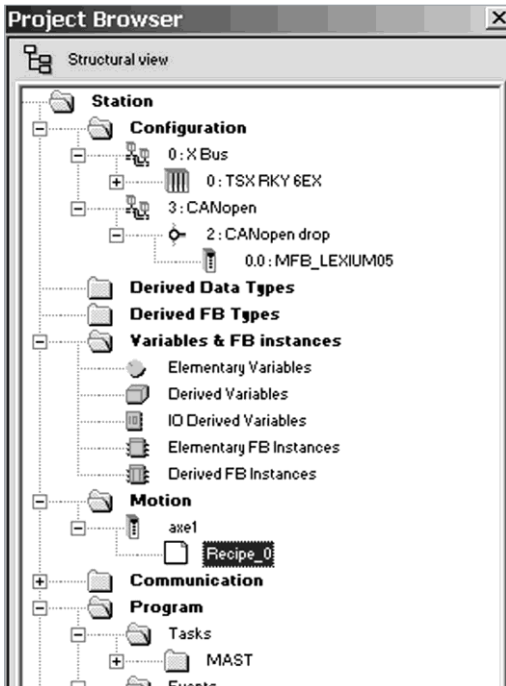 Project Browser
Structural view
Station
Configuration
0 : X Bus
0 : TSX RKY 6EX
3 : CANopen
2 : CANopen drop
0.0 : MFB_LEXIUM05
Derived Data Types
Derived FB Types
Variables & FB instances
Elementary Variables
Derived Variables
IO Derived Variables
Elementary FB Instances
Derived FB Instances
Motion
axe1
Recipe_0
Communication
Program
Tasks
MAST
Events